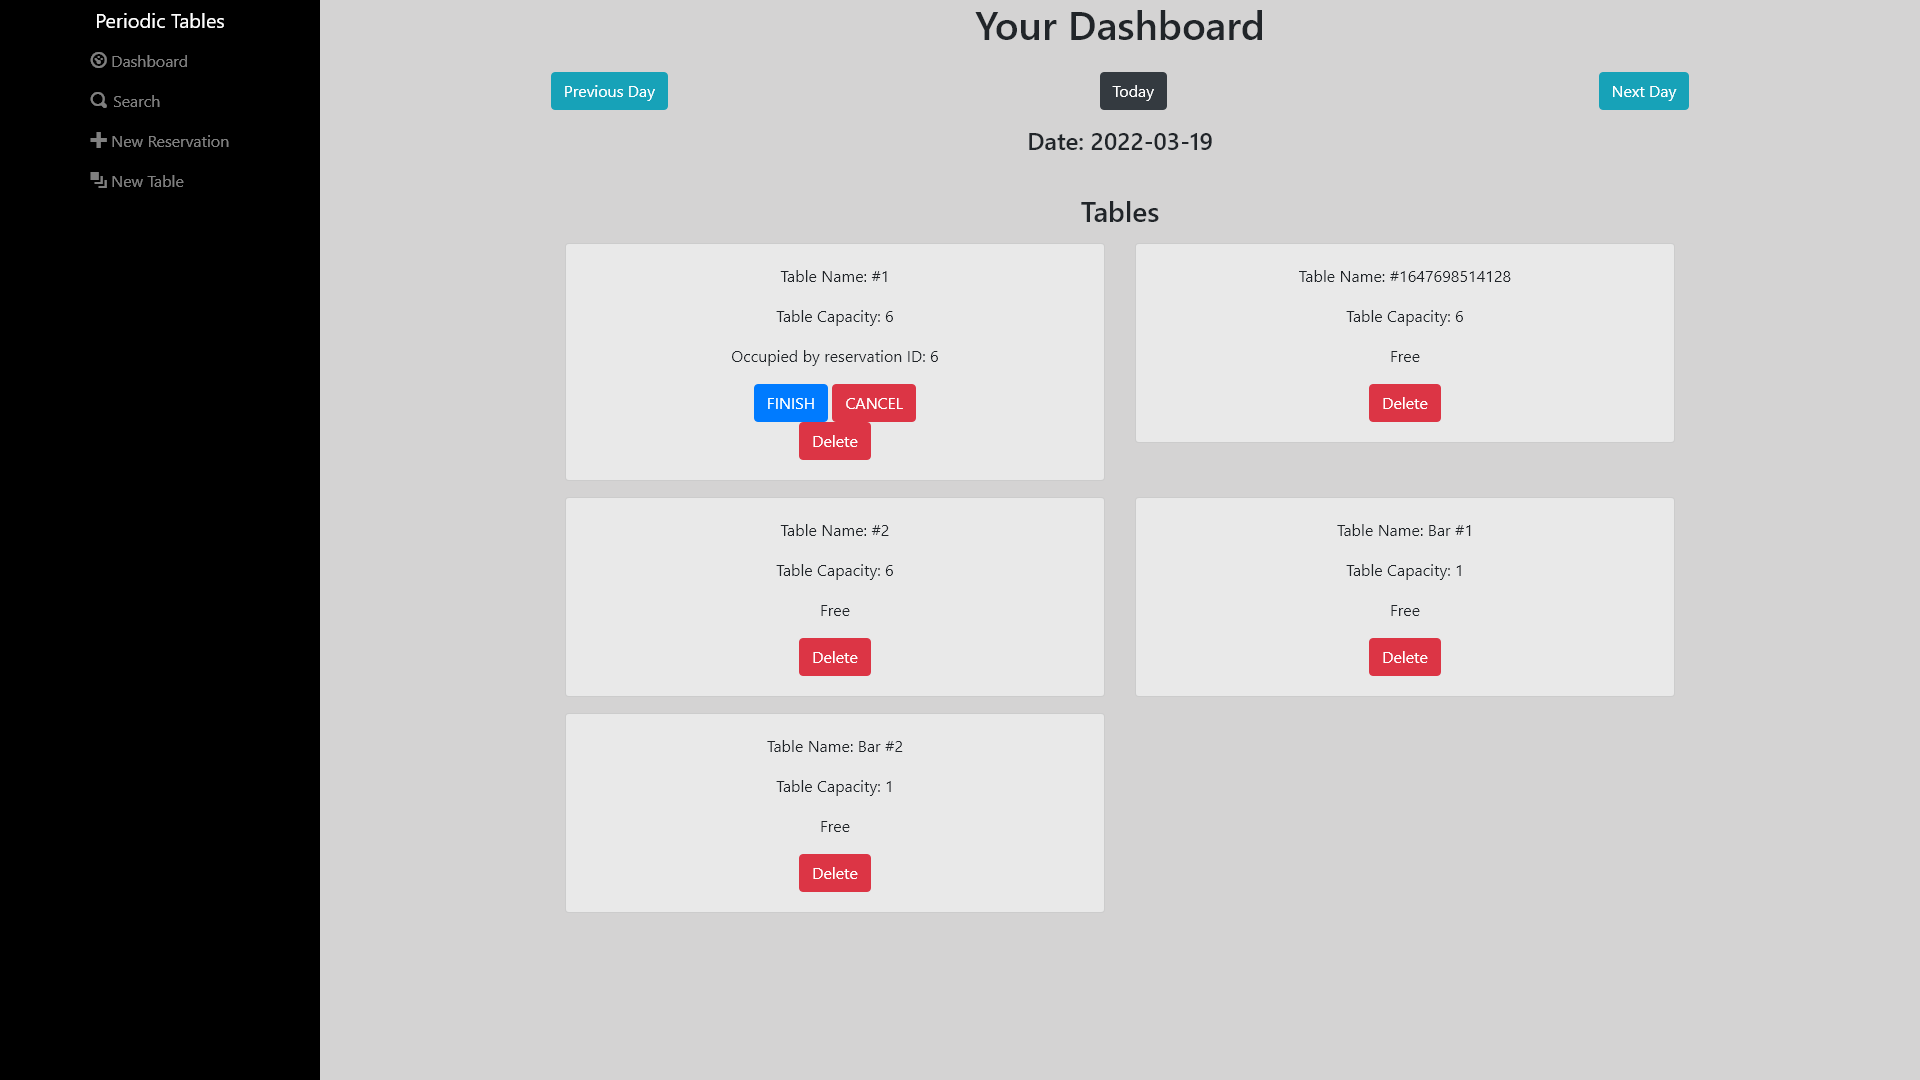 Periodic Tables
Dashboard
Search
New Reservation
New Table
Your Dashboard
Previous Day
Today
Next Day
Date: 2022-03-19
Tables
Table Name: #1
Table Capacity: 6
Occupied by reservation ID: 6
FINISH CANCEL
Delete
Table Name: #1647698514128
Table Capacity: 6
Free
Delete
Table Name: #2
Table Capacity: 6
Free
Delete
Table Name: Bar #1
Table Capacity: 1
Free
Delete
Table Name: Bar #2
Table Capacity: 1
Free
Delete